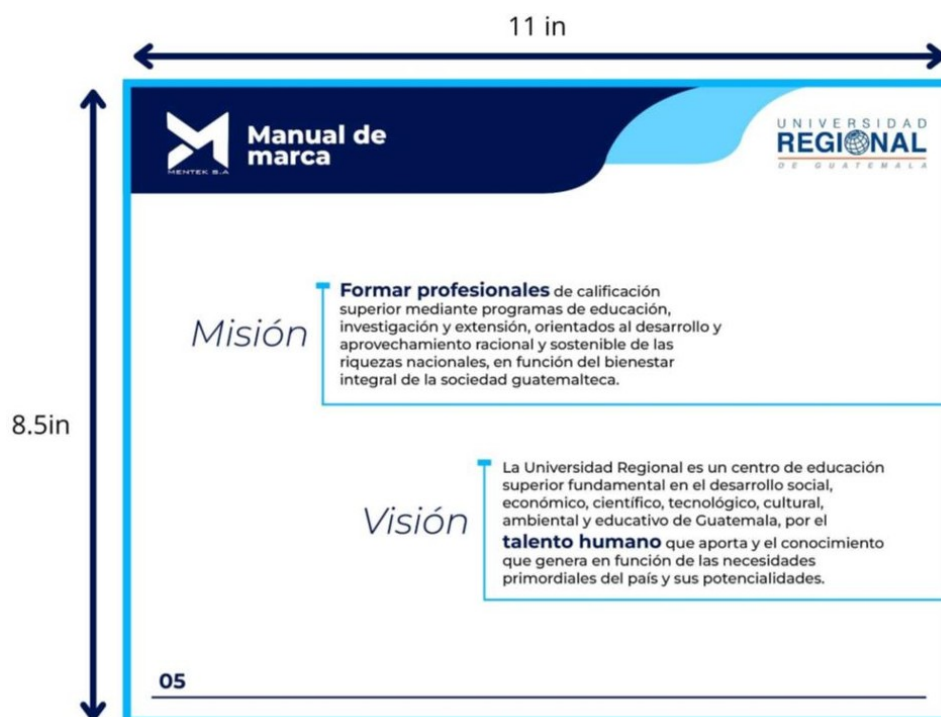 11 in
8.5in
MENTEK S.A
Manual de
marca
UNIVERSIDAD
REGIONAL
DE GUATEMALA
Misión
Formar profesionales de calificación
superior mediante programas de educación,
investigación y extensión, orientados al desarrollo y
aprovechamiento racional y sostenible de las
riquezas nacionales, en función del bienestar
integral de la sociedad guatemalteca.
Visión
La Universidad Regional es un centro de educación
superior fundamental en el desarrollo social,
económico, científico, tecnológico, cultural,
ambiental y educativo de Guatemala, por el
talento humano que aporta y el conocimiento
que genera en función de las necesidades
primordiales del país y sus potencialidades.
05